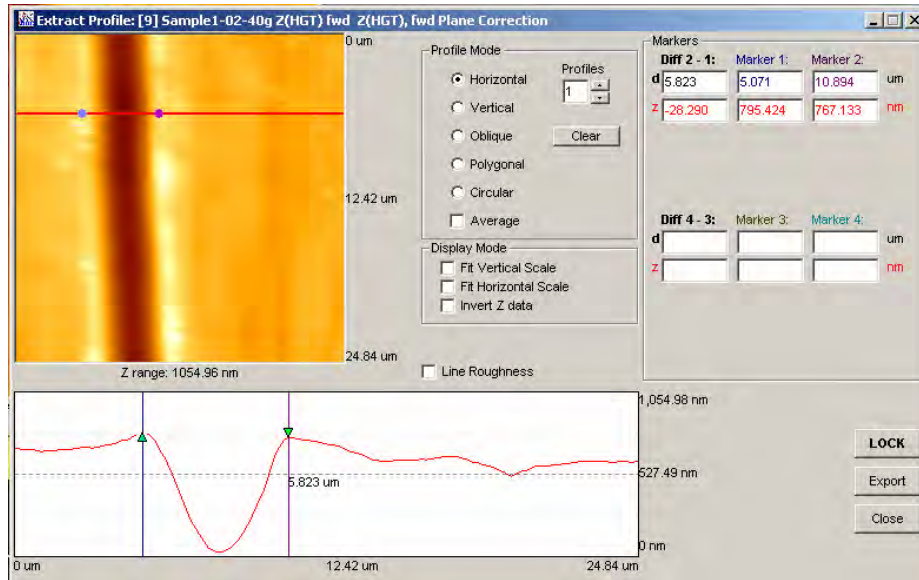 Extract Profile: [9] Sample1-02-40g Z(HGT) fwd Z(HGT), fwd Plane Correction
0 um
12.42 um
24.84 um
Z range: 1054.96 nm
Profile Mode
Horizontal
Vertical
Oblique
Polygonal
Circular
Average
Profiles
1
Clear
Display Mode
Fit Vertical Scale
Fit Horizontal Scale
Invert Z data
Line Roughness
Markers
Diff 2 - 1: Marker 1: Marker 2:
d 5.823 5.071 10.894 um
z -28.290 795.424 767.133 nm
Diff 4 - 3: Marker 3: Marker 4:
d um
z nm
1,054.98 nm
527.49 nm
5.823 um
0 nm
0 um 12.42 um 24.84 um
LOCK
Export
Close